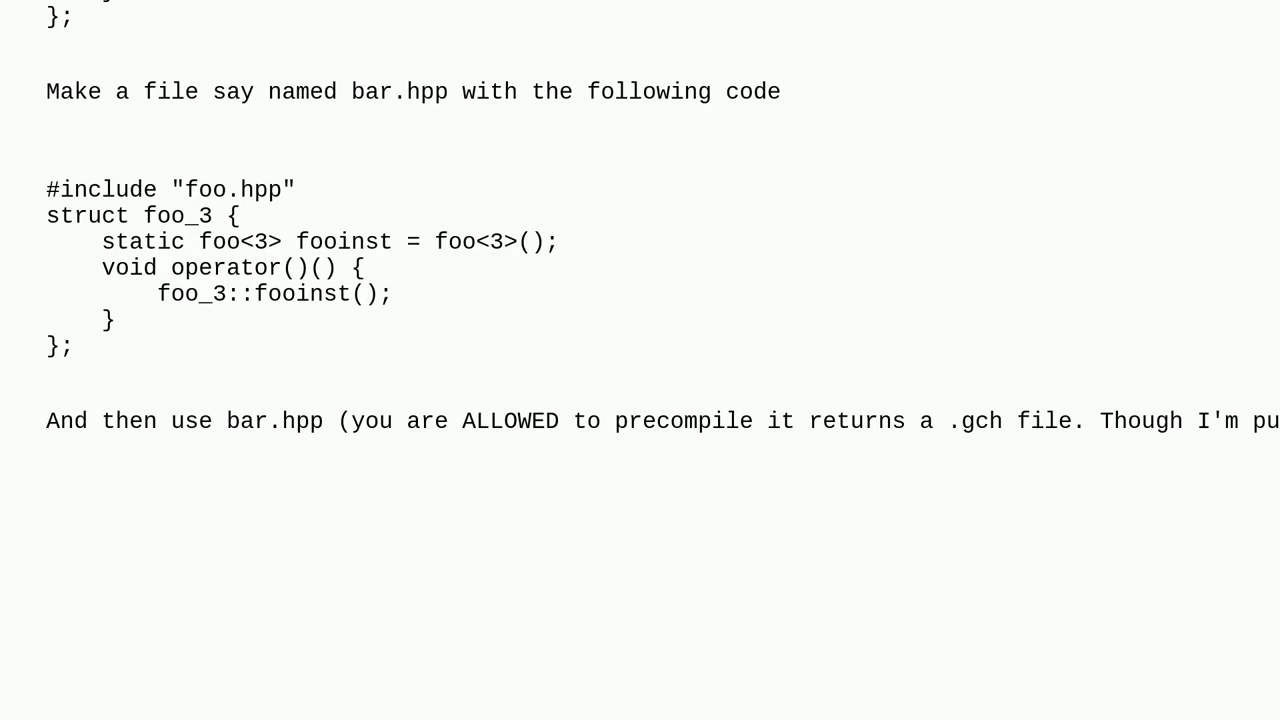 };
Make a file say named bar.hpp with the following code
#include "foo.hpp"
struct foo_3 {
    static foo<3> fooinst = foo<3>();
    void operator()() {
        foo_3::fooinst();
    }
};
And then use bar.hpp (you are ALLOWED to precompile it returns a .gch file. Though I'm pu